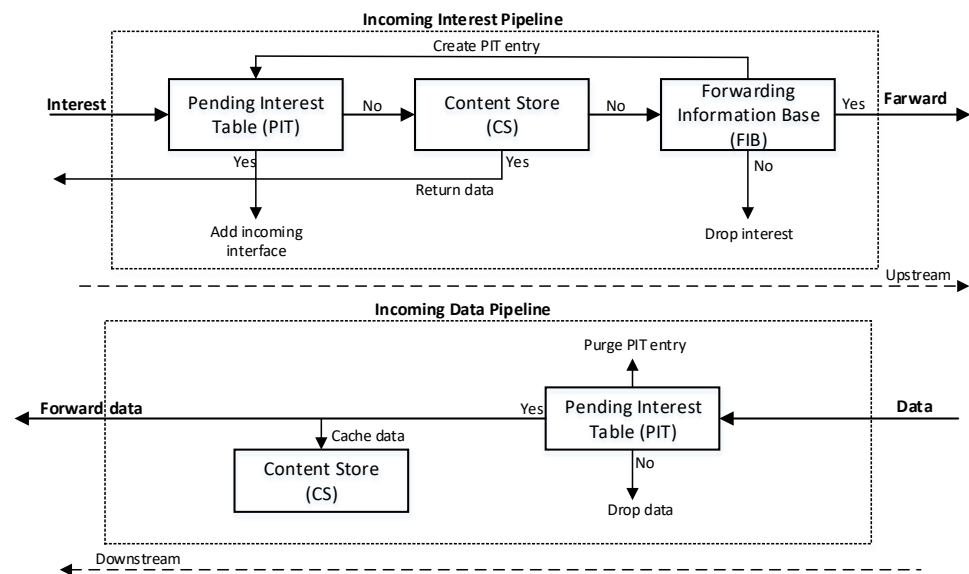 Incoming Interest Pipeline
Create PIT entry
Interest
Pending Interest
Table (PIT)
No
Content Store
(CS)
No
Forwarding
Information Base
(FIB)
Yes
Farward
Yes
Yes
No
Return data
Add incoming
interface
Drop interest
Upstream
Incoming Data Pipeline
Purge PIT entry
Forward data
Yes
Pending Interest
Table (PIT)
Data
Cache data
Content Store
(CS)
No
Drop data
Downstream